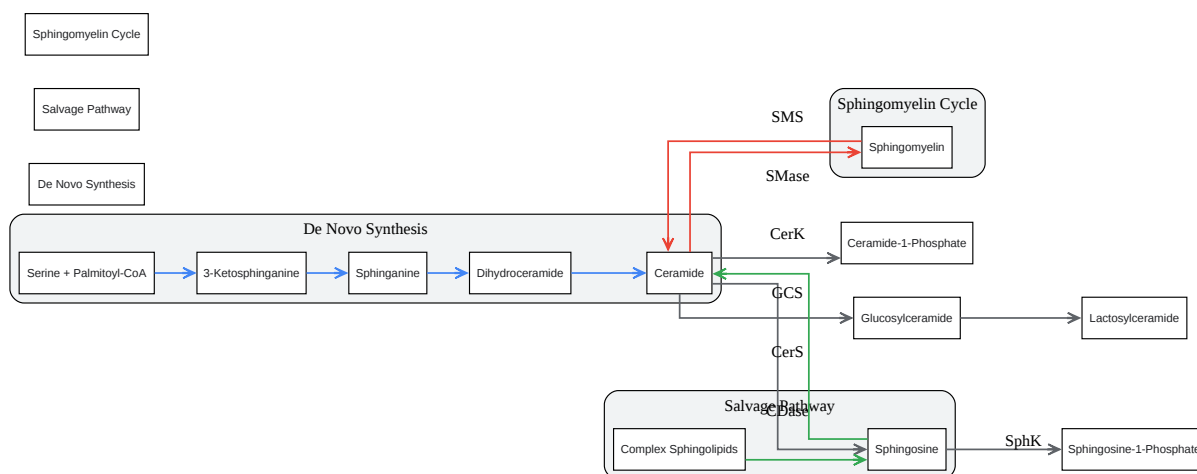 Sphingomyelin Cycle
Salvage Pathway
De Novo Synthesis
Sphingomyelin Cycle
SMS
Sphingomyelin
SMase
De Novo Synthesis
CerK
Ceramide-1-Phosphate
Serine + Palmitoyl-CoA
3-Ketosphinganine
Sphinganine
Dihydroceramide
Ceramide
GCS
Glucosylceramide
Lactosylceramide
CerS
Salvage Pathway
CDase
Complex Sphingolipids
Sphingosine
SphK
Sphingosine-1-Phosphate